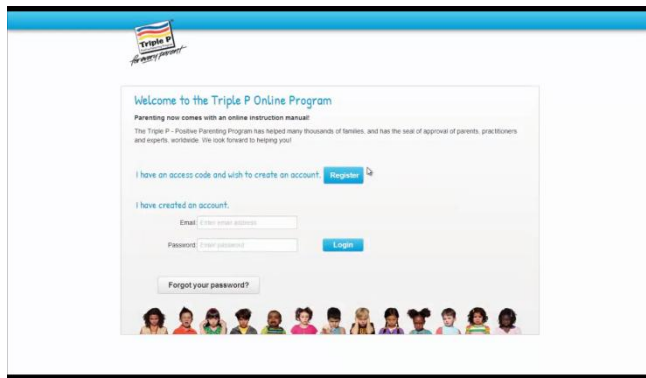 Triple P
for every parent
Welcome to the Triple P Online Program
Parenting now comes with an online instruction manual!
The Triple P - Positive Parenting Program has helped many thousands of families, and has the seal of approval of parents, practitioners
and experts, worldwide. We look forward to helping you!
I have an access code and wish to create an account. Register
I have created an account.
Email: Enter email address
Password: Enter password Login
Forgot your password?